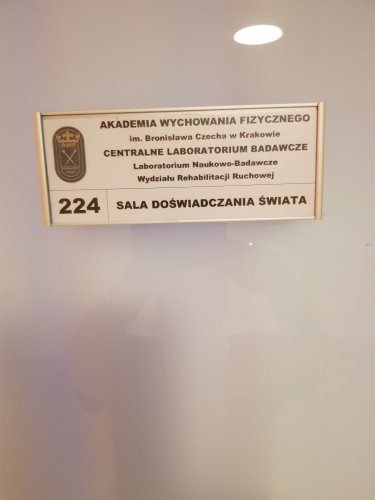 AWF
AKADEMIA WYCHOWANIA FIZYCZNEGO
im. Bronisława Czecha w Krakowie
CENTRALNE LABORATORIUM BADAWCZE
Laboratorium Naukowo-Badawcze
Wydziału Rehabilitacji Ruchowej
224 SALA DOŚWIADCZANIA ŚWIATA